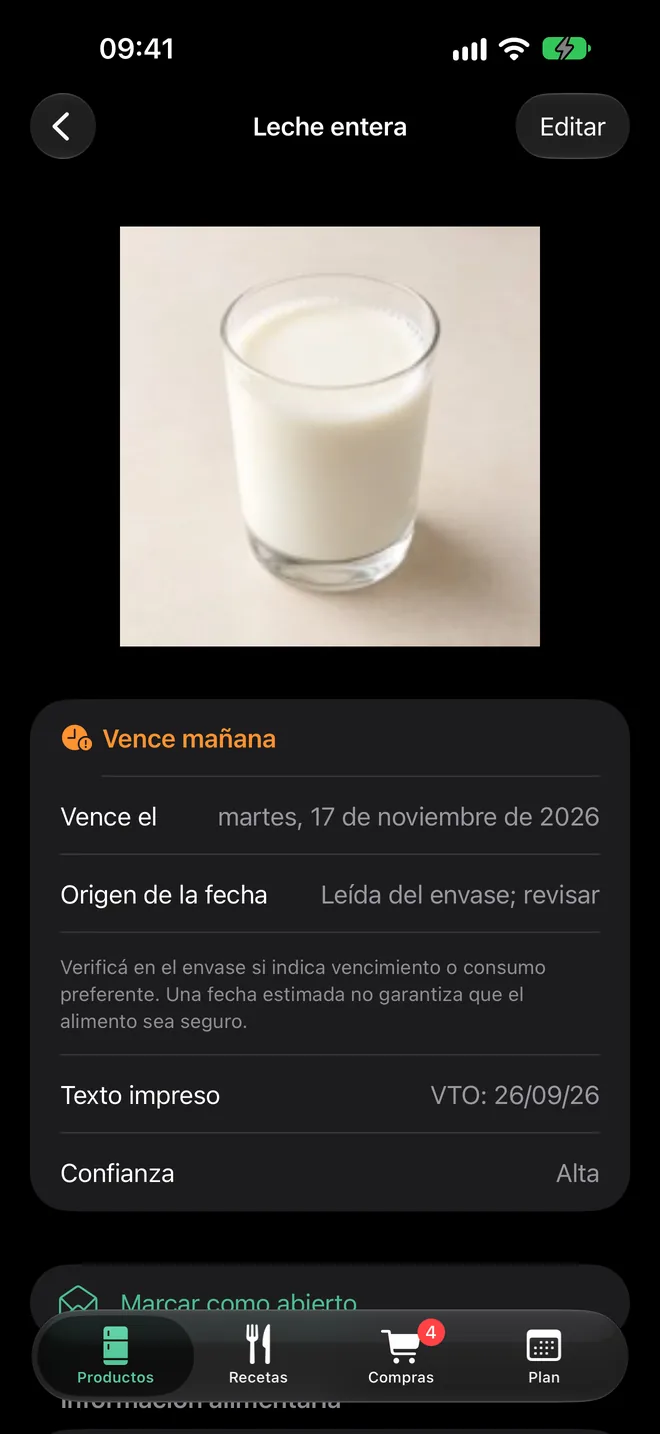 09:41
Leche entera
Editar
Vence mañana
Vence el martes, 17 de noviembre de 2026
Origen de la fecha Leída del envase; revisar
Verificá en el envase si indica vencimiento o consumo
preferente. Una fecha estimada no garantiza que el
alimento sea seguro.
Texto impreso VTO: 26/09/26
Confianza Alta
Marcar como abierto
4
Productos Recetas Compras Plan
Información alimentaria